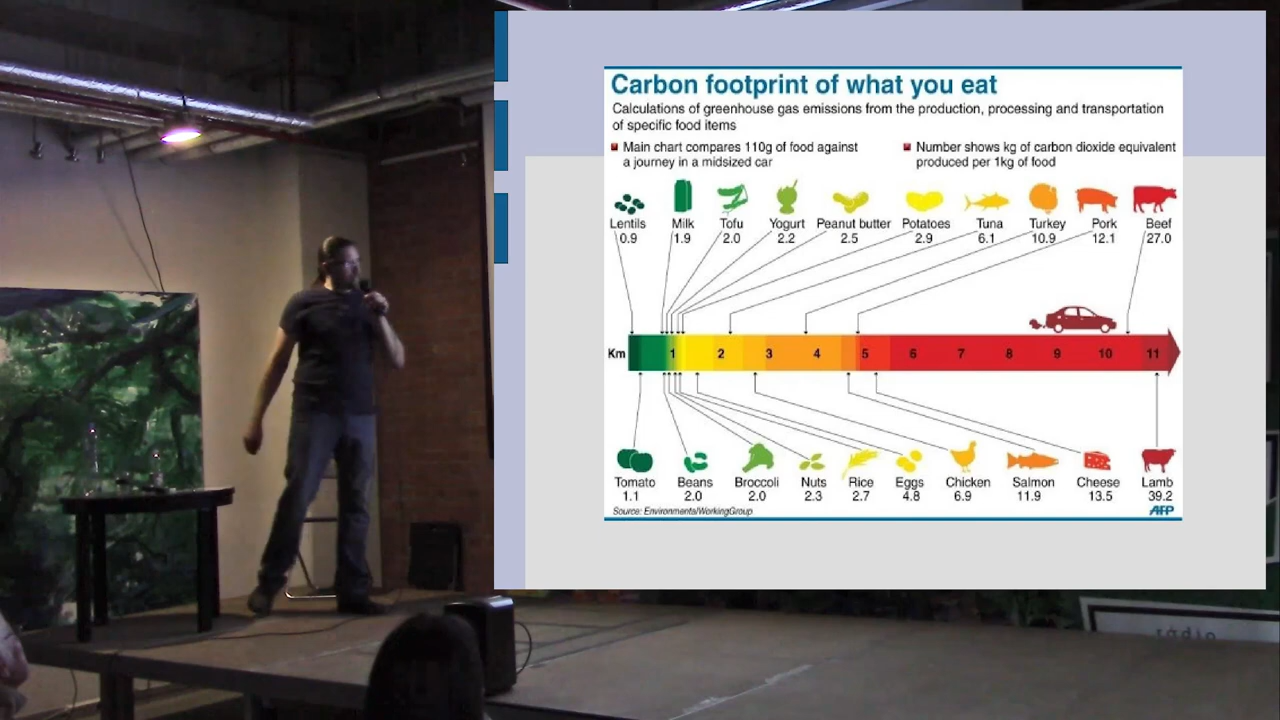 Carbon footprint of what you eat
Calculations of greenhouse gas emissions from the production, processing and transportation
of specific food items
Main chart compares 110g of food against
a journey in a midsized car
Number shows kg of carbon dioxide equivalent
produced per 1kg of food
Lentils Milk Tofu Yogurt Peanut butter Potatoes Tuna Turkey Pork Beef
0.9 1.9 2.0 2.2 2.5 2.9 6.1 10.9 12.1 27.0
Km 1 2 3 4 5 6 7 8 9 10 11
Tomato Beans Broccoli Nuts Rice Eggs Chicken Salmon Cheese Lamb
1.1 2.0 2.0 2.3 2.7 4.8 6.9 11.9 13.5 39.2
Source: EnvironmentalWorkingGroup
AFP
rádio